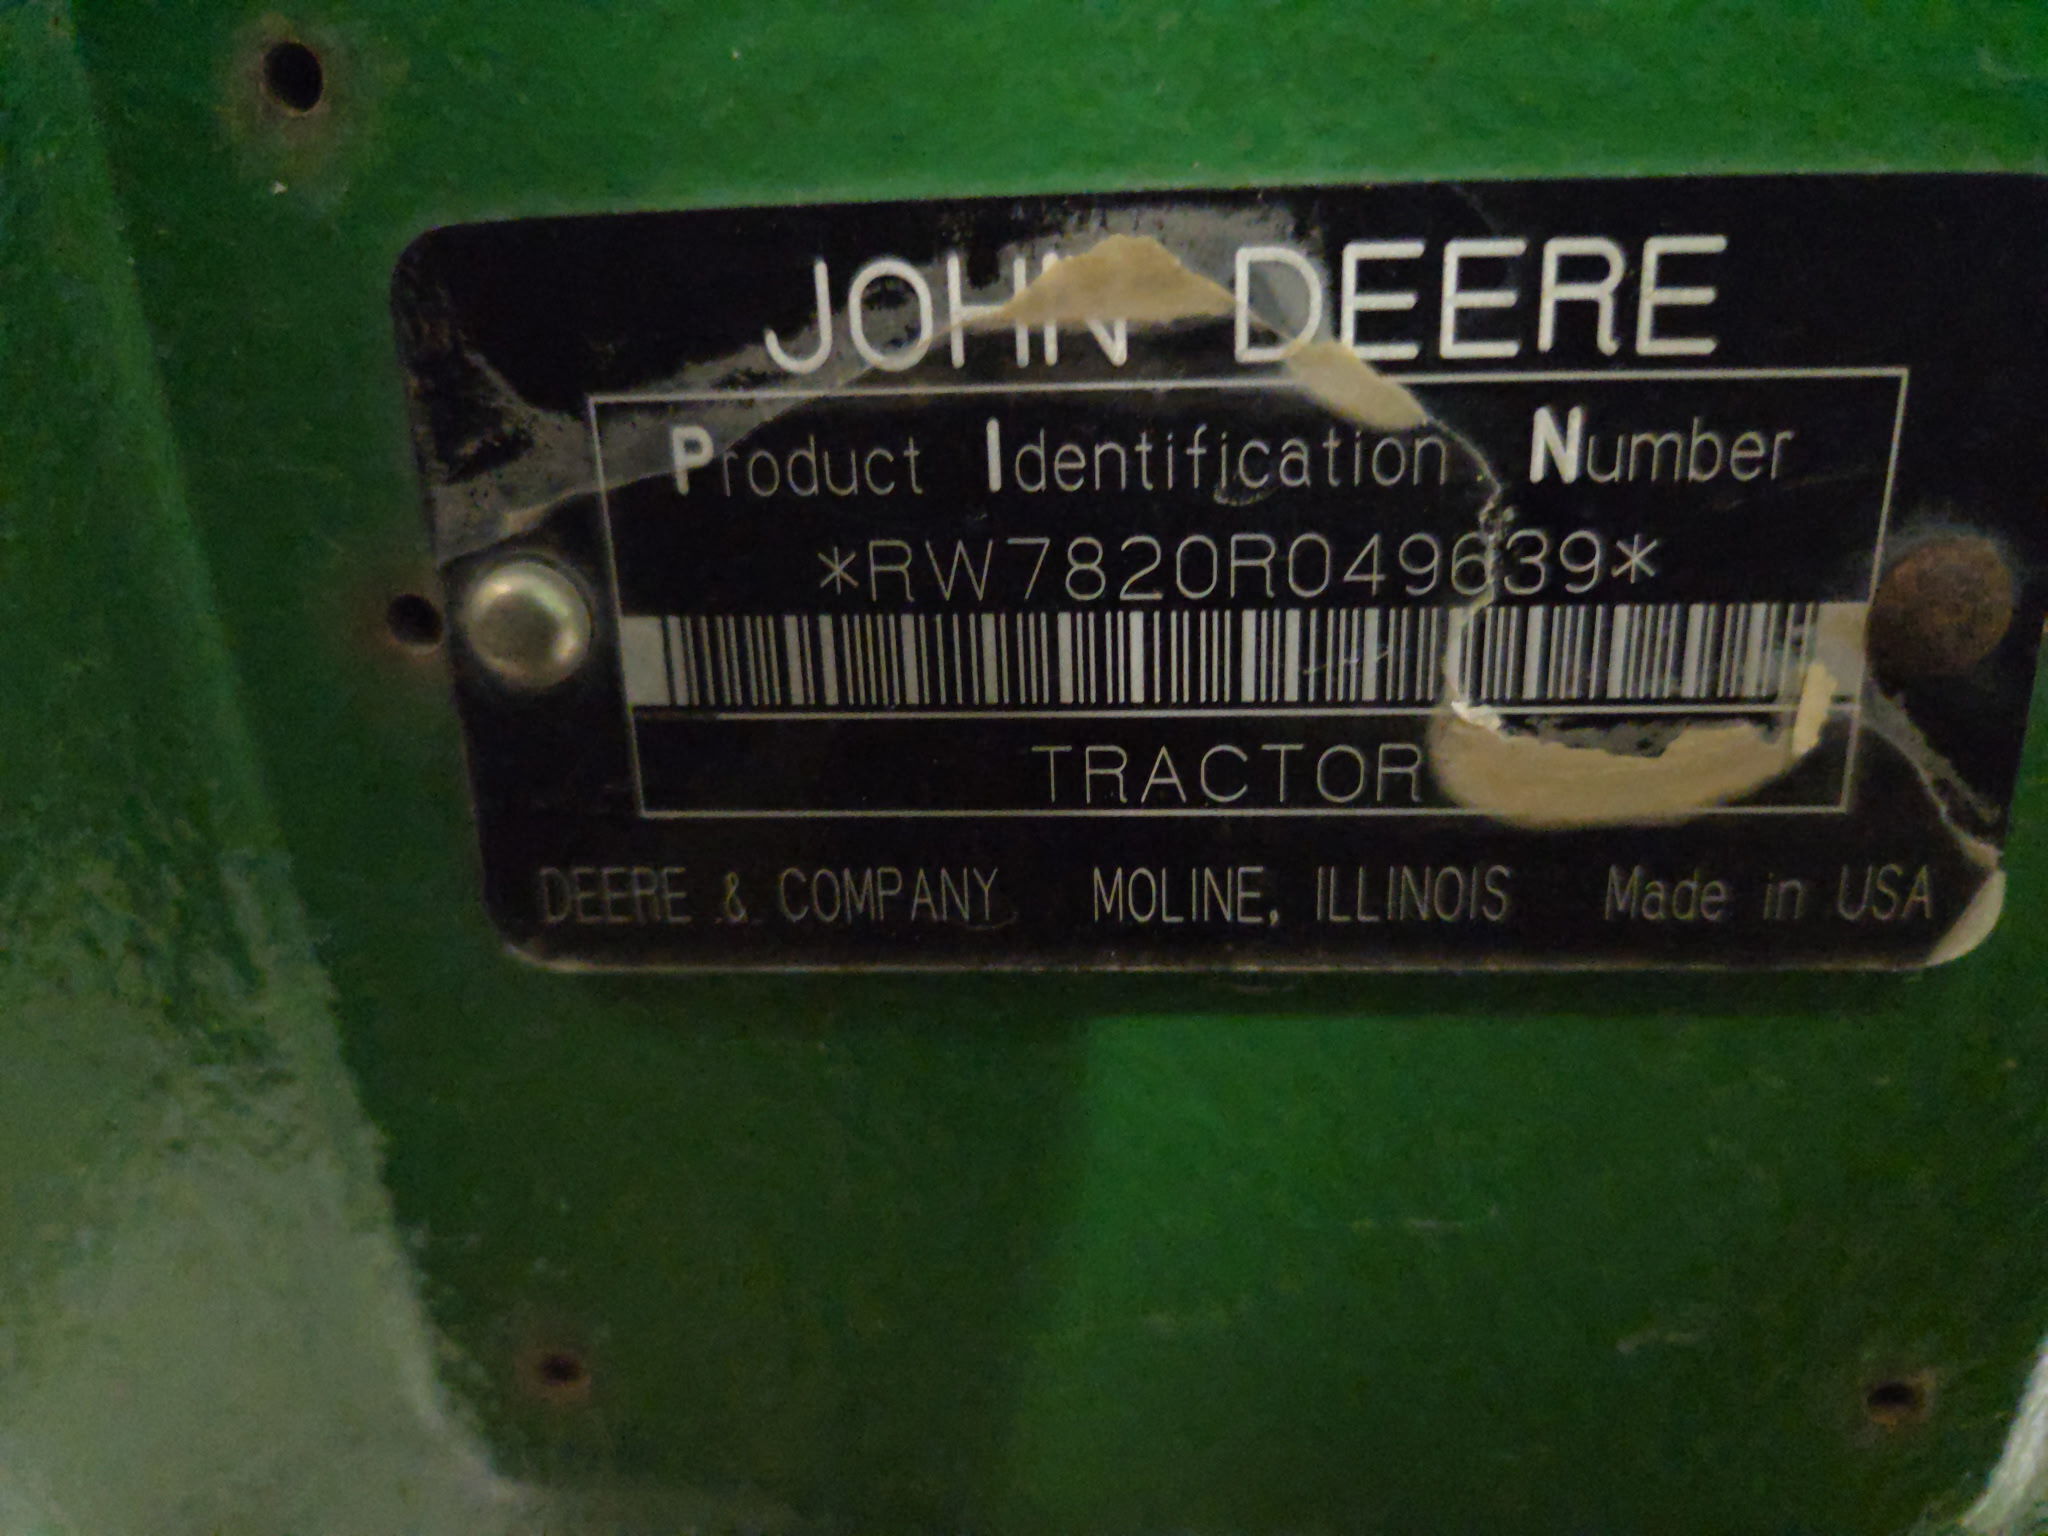 JOHN DEERE
Product Identification Number
*RW7820R049639*
TRACTOR
DEERE & COMPANY MOLINE, ILLINOIS Made in USA